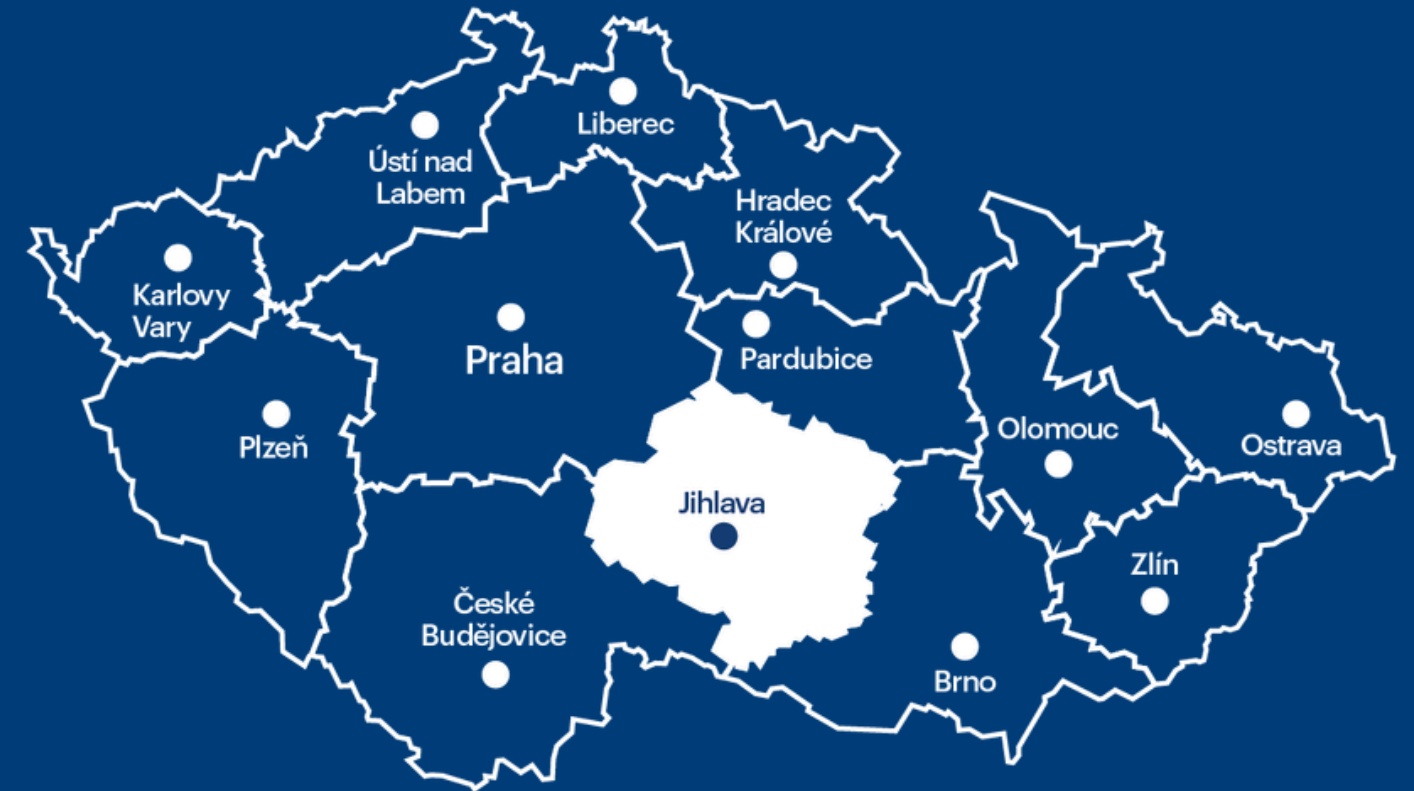 Liberec
Ústí nad
Labem
Hradec
Králové
Karlovy
Vary
Praha
Pardubice
Plzeň
Olomouc
Ostrava
Jihlava
Zlín
České
Budějovice
Brno